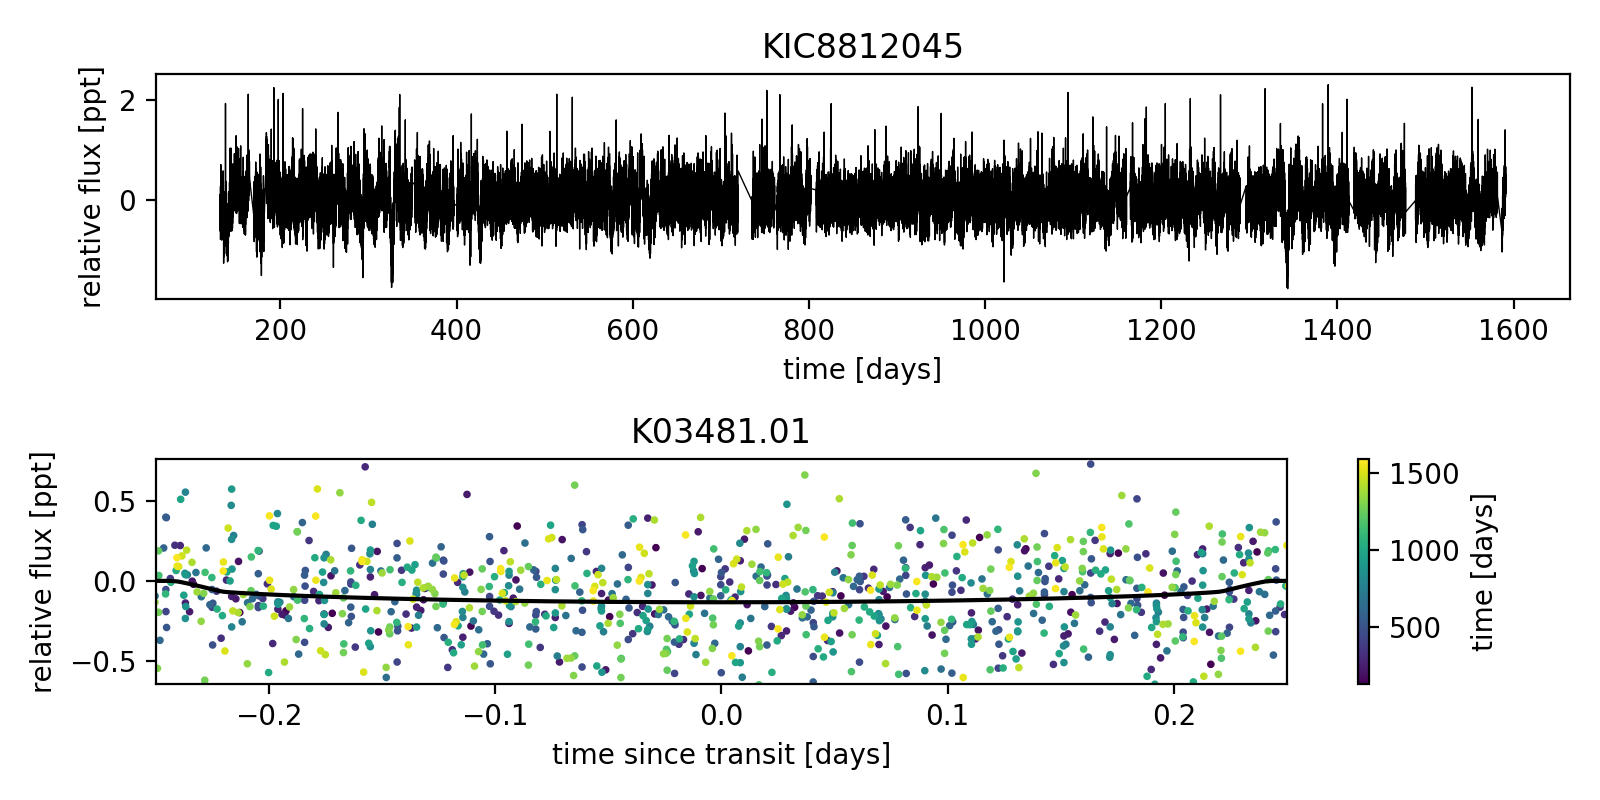 KIC8812045
relative flux [ppt]
2
0
200 400 600 800 1000 1200 1400 1600
time [days]
K03481.01
relative flux [ppt]
0.5
0.0
−0.5
−0.2 −0.1 0.0 0.1 0.2
time since transit [days]
1500
1000
500
time [days]